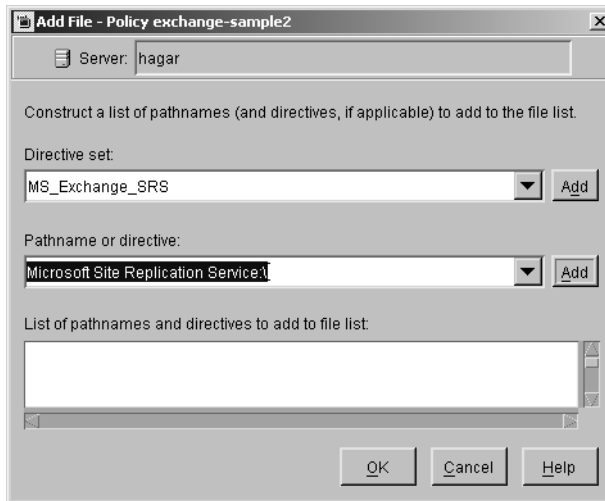 Add File - Policy exchange-sample2
Server: hagar
Construct a list of pathnames (and directives, if applicable) to add to the file list.
Directive set:
MS_Exchange_SRS Add
Pathname or directive:
Microsoft Site Replication Service:\ Add
List of pathnames and directives to add to file list:
OK Cancel Help